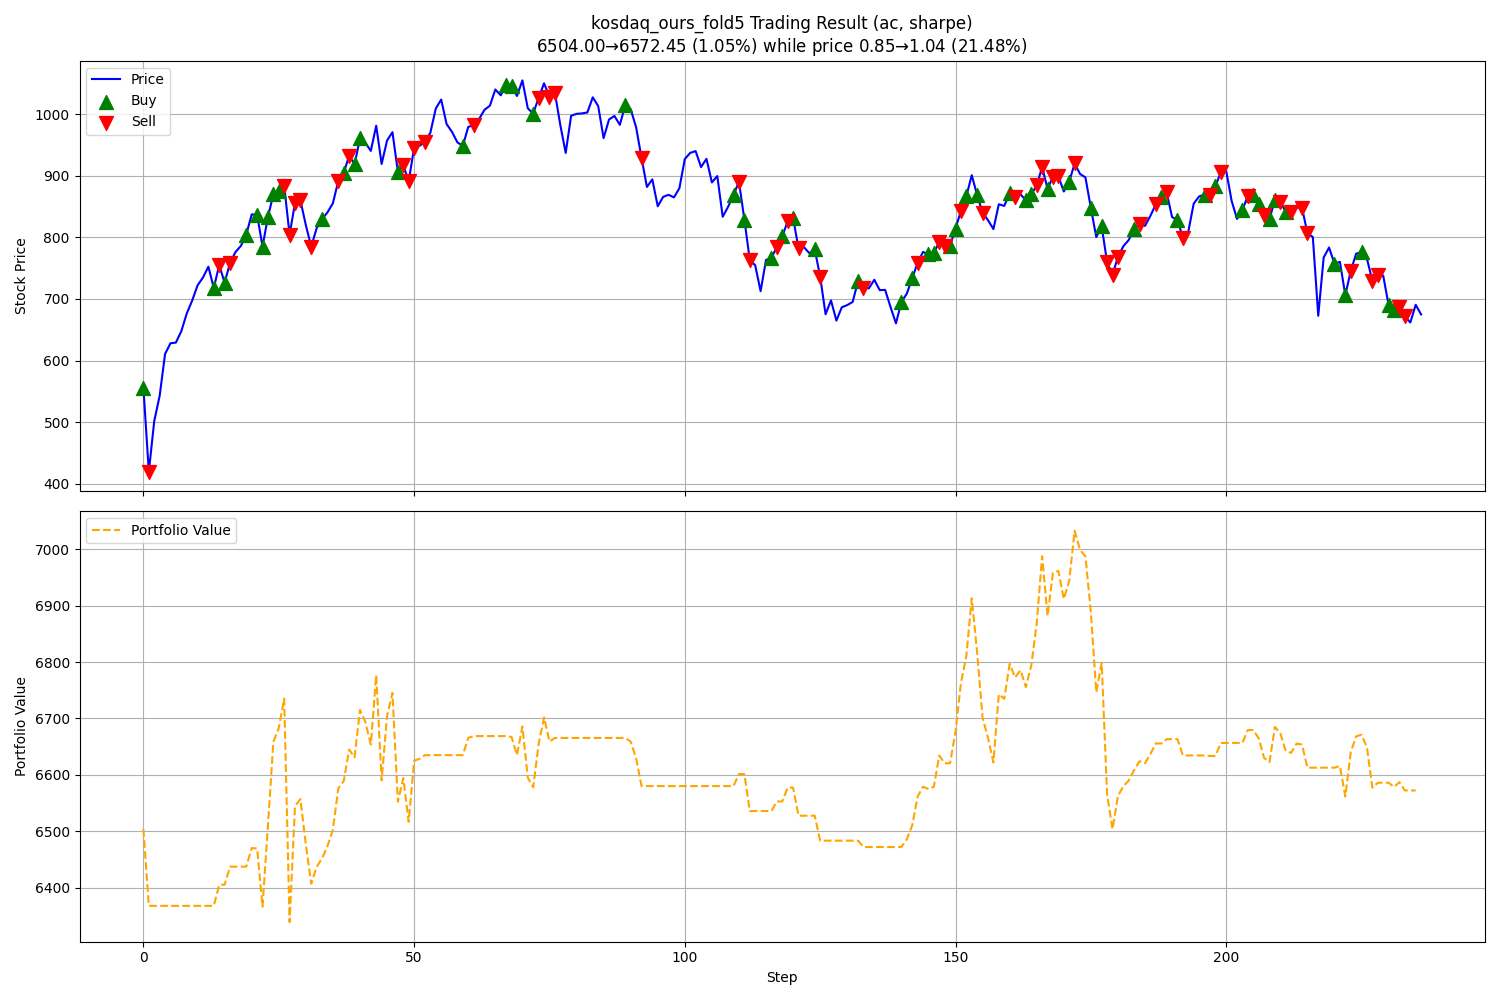 kosdaq_ours_fold5 Trading Result (ac, sharpe)
6504.00→6572.45 (1.05%) while price 0.85→1.04 (21.48%)
Price
Buy
Sell
Stock Price
1000
900
800
700
600
500
400
Portfolio Value
Portfolio Value
7000
6900
6800
6700
6600
6500
6400
0
50
100
150
200
Step